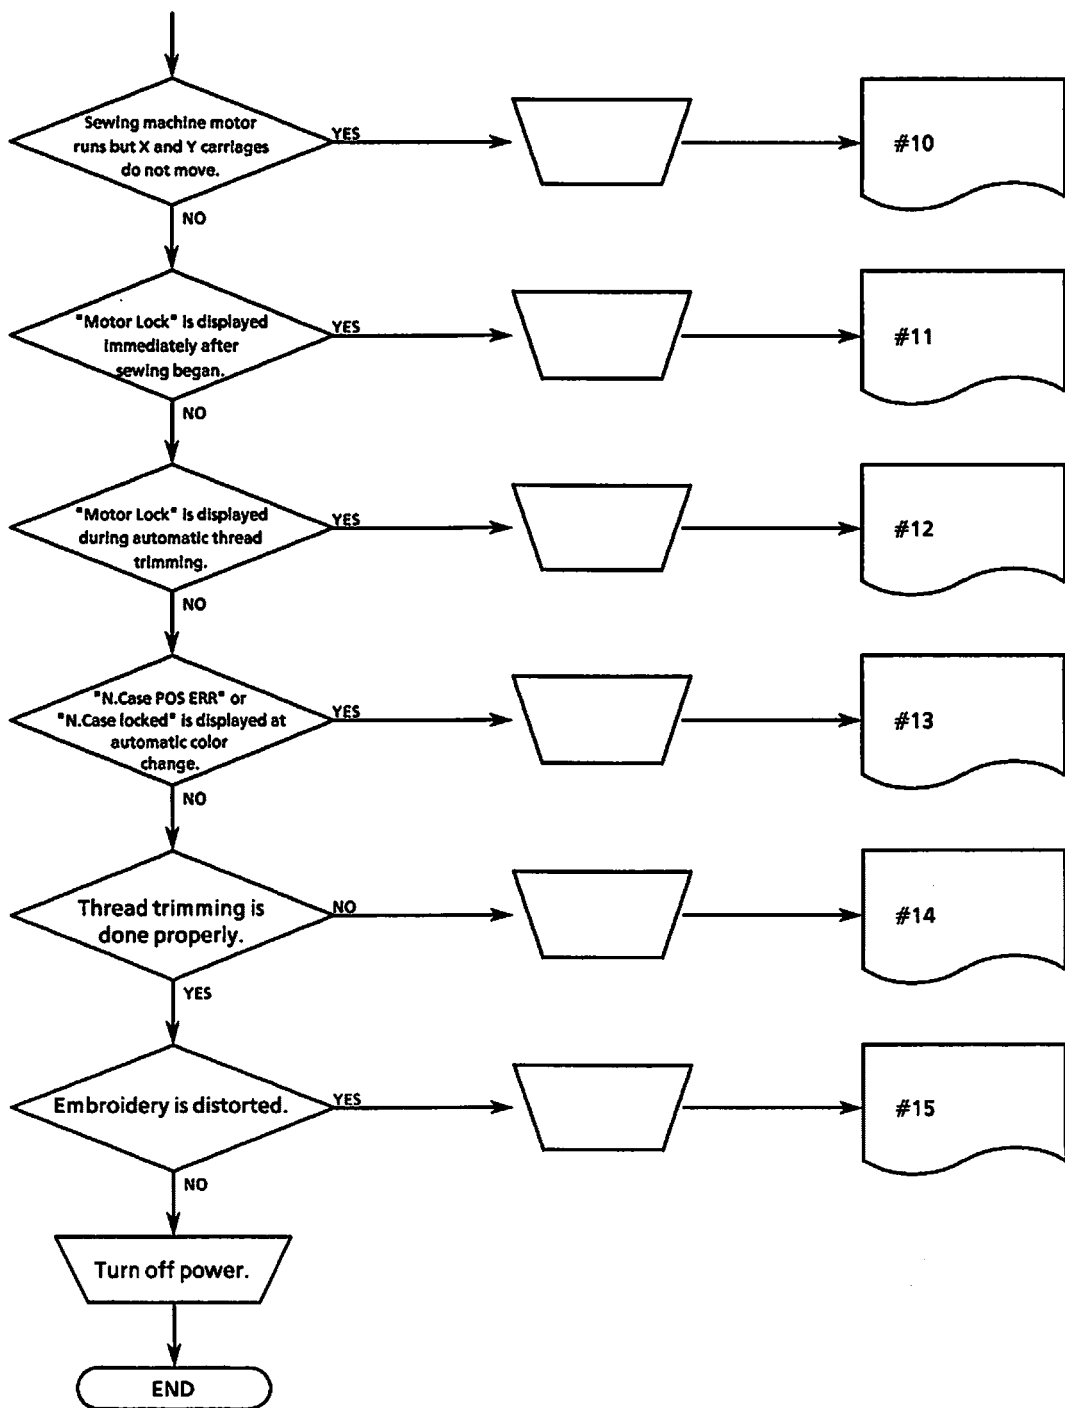 Sewing machine motor
runs but X and Y carriages
do not move.
YES
#10
NO
"Motor Lock" is displayed
immediately after
sewing began.
YES
#11
NO
"Motor Lock" is displayed
during automatic thread
trimming.
YES
#12
NO
"N.Case POS ERR" or
"N.Case locked" is displayed at
automatic color
change.
YES
#13
NO
Thread trimming is
done properly.
NO
#14
YES
Embroidery is distorted.
YES
#15
NO
Turn off power.
END